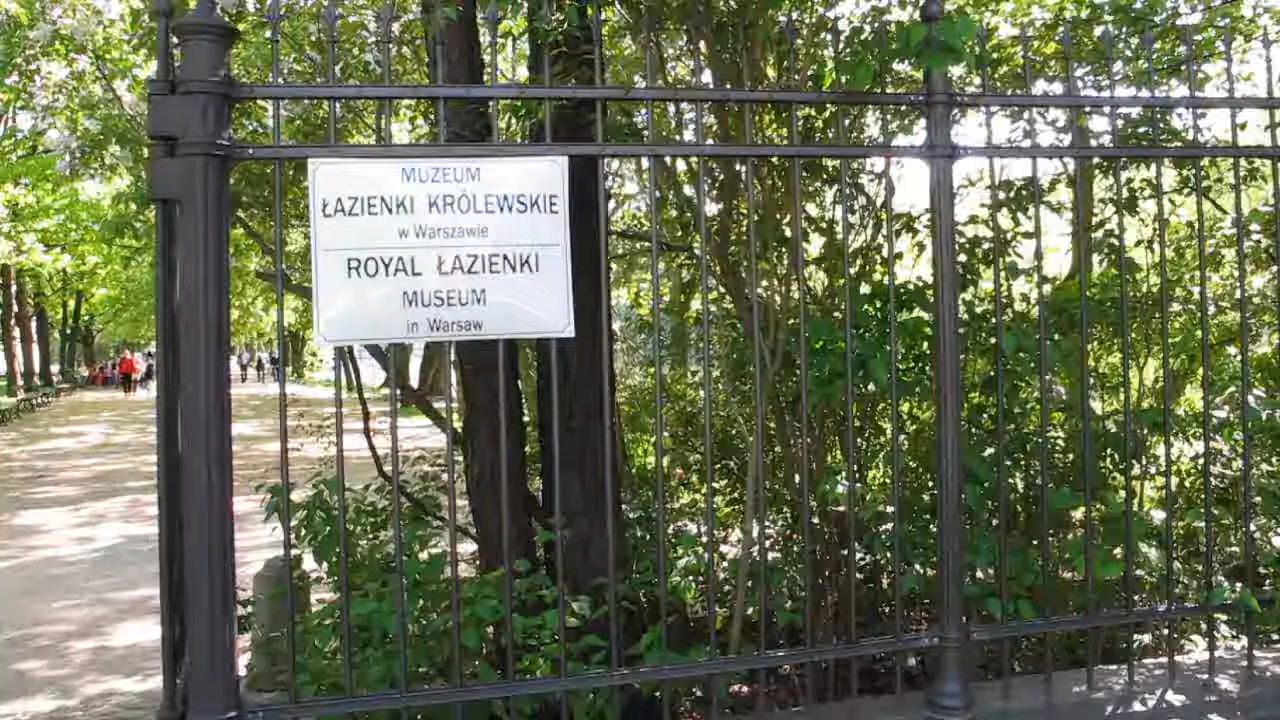 MUZEUM
ŁAZIENKI KRÓLEWSKIE
w Warszawie
ROYAL ŁAZIENKI
MUSEUM
in Warsaw